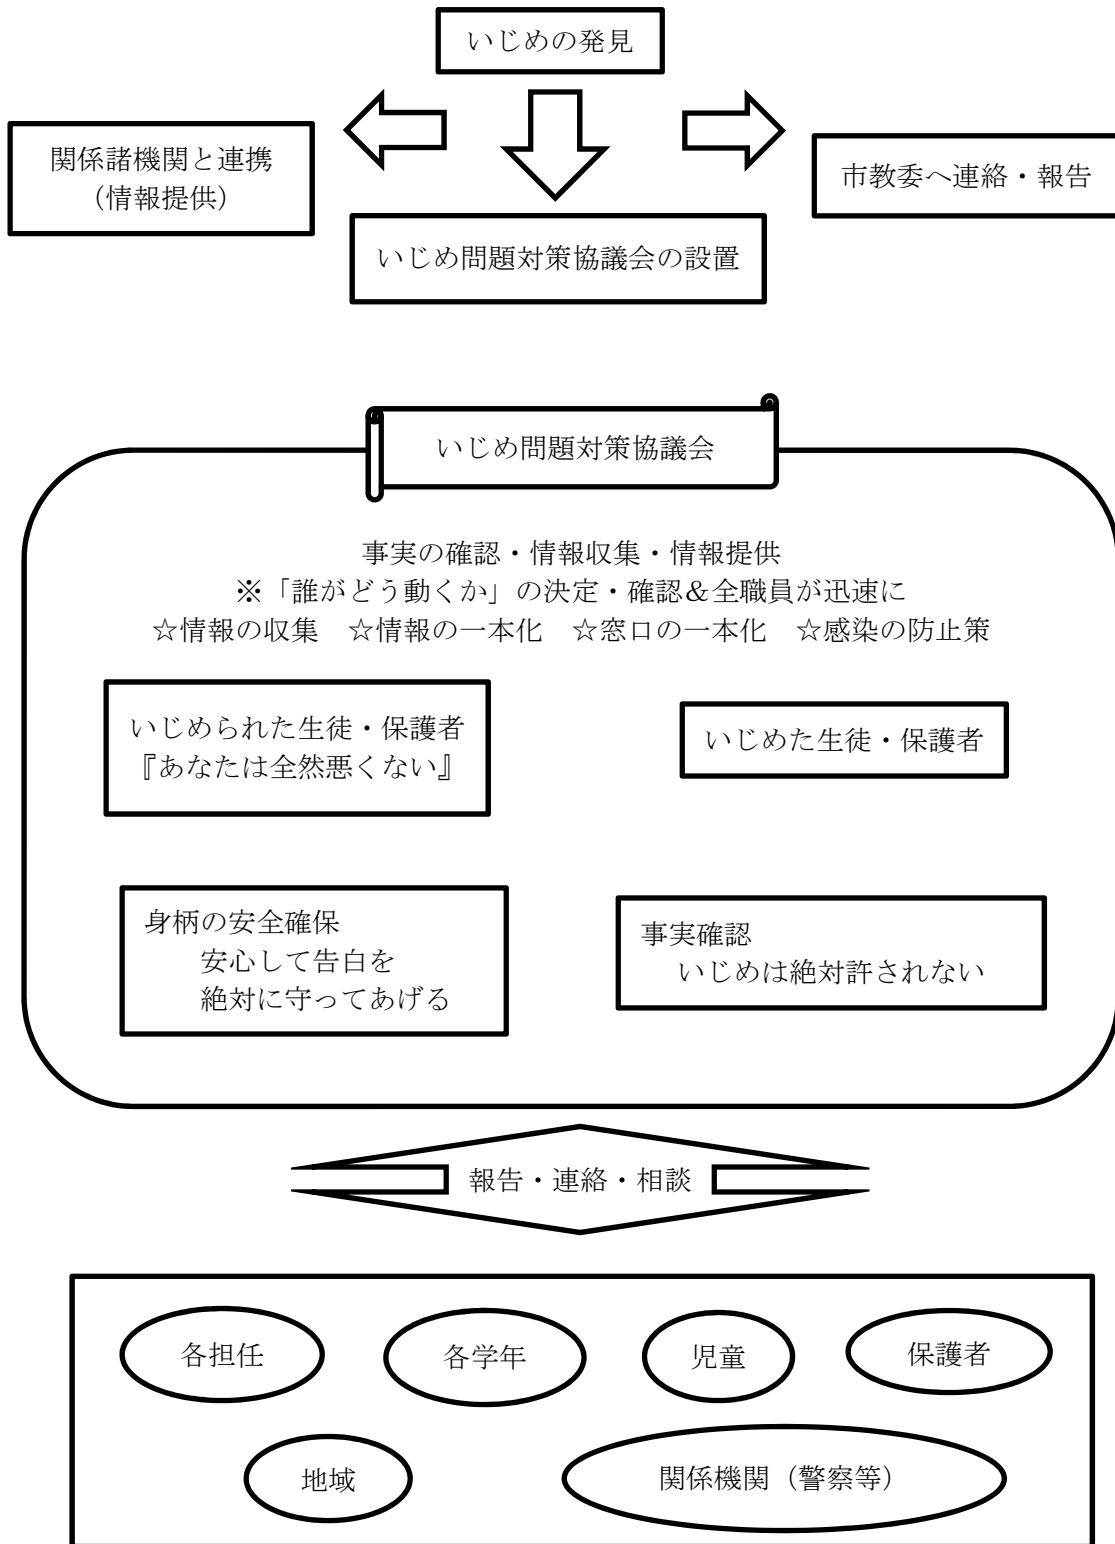 いじめの発見
関係諸機関と連携
（情報提供）
市教委へ連絡・報告
いじめ問題対策協議会の設置
いじめ問題対策協議会
事実の確認・情報収集・情報提供
※「誰がどう動くか」の決定・確認＆全職員が迅速に
☆情報の収集　☆情報の一本化　☆窓口の一本化　☆感染の防止策
いじめられた生徒・保護者
『あなたは全然悪くない』
いじめた生徒・保護者
身柄の安全確保
安心して告白を
絶対に守ってあげる
事実確認
いじめは絶対許されない
報告・連絡・相談
各担任
各学年
児童
保護者
地域
関係機関（警察等）